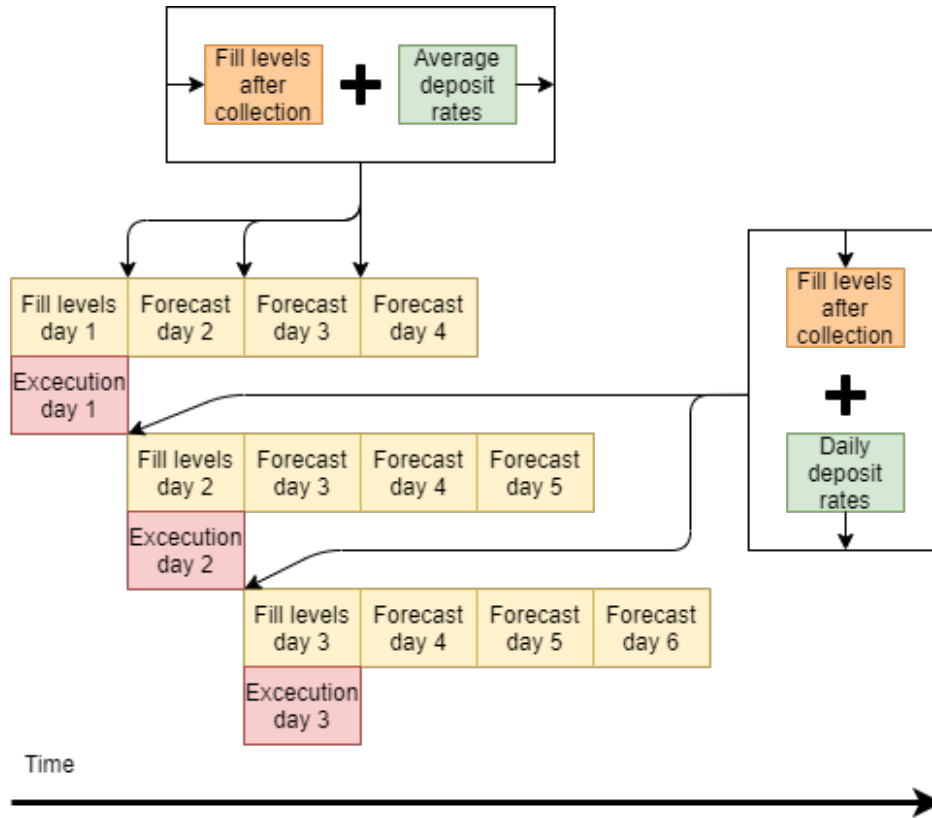 Fill levels
after
collection
Average
deposit
rates
Fill levels
after
collection
Daily
deposit
rates
Fill levels
day 1
Forecast
day 2
Forecast
day 3
Forecast
day 4
Excecution
day 1
Fill levels
day 2
Forecast
day 3
Forecast
day 4
Forecast
day 5
Excecution
day 2
Fill levels
day 3
Forecast
day 4
Forecast
day 5
Forecast
day 6
Excecution
day 3
Time